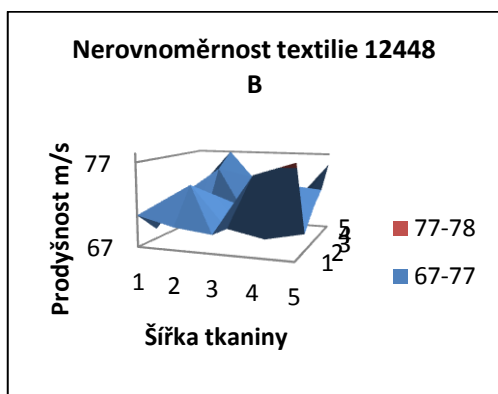 Nerovnoměrnost textilie 12448
B
Prodyšnost m/s
77
67
1 2 3 4 5
1
2
3
4
5
Šířka tkaniny
77-78
67-77